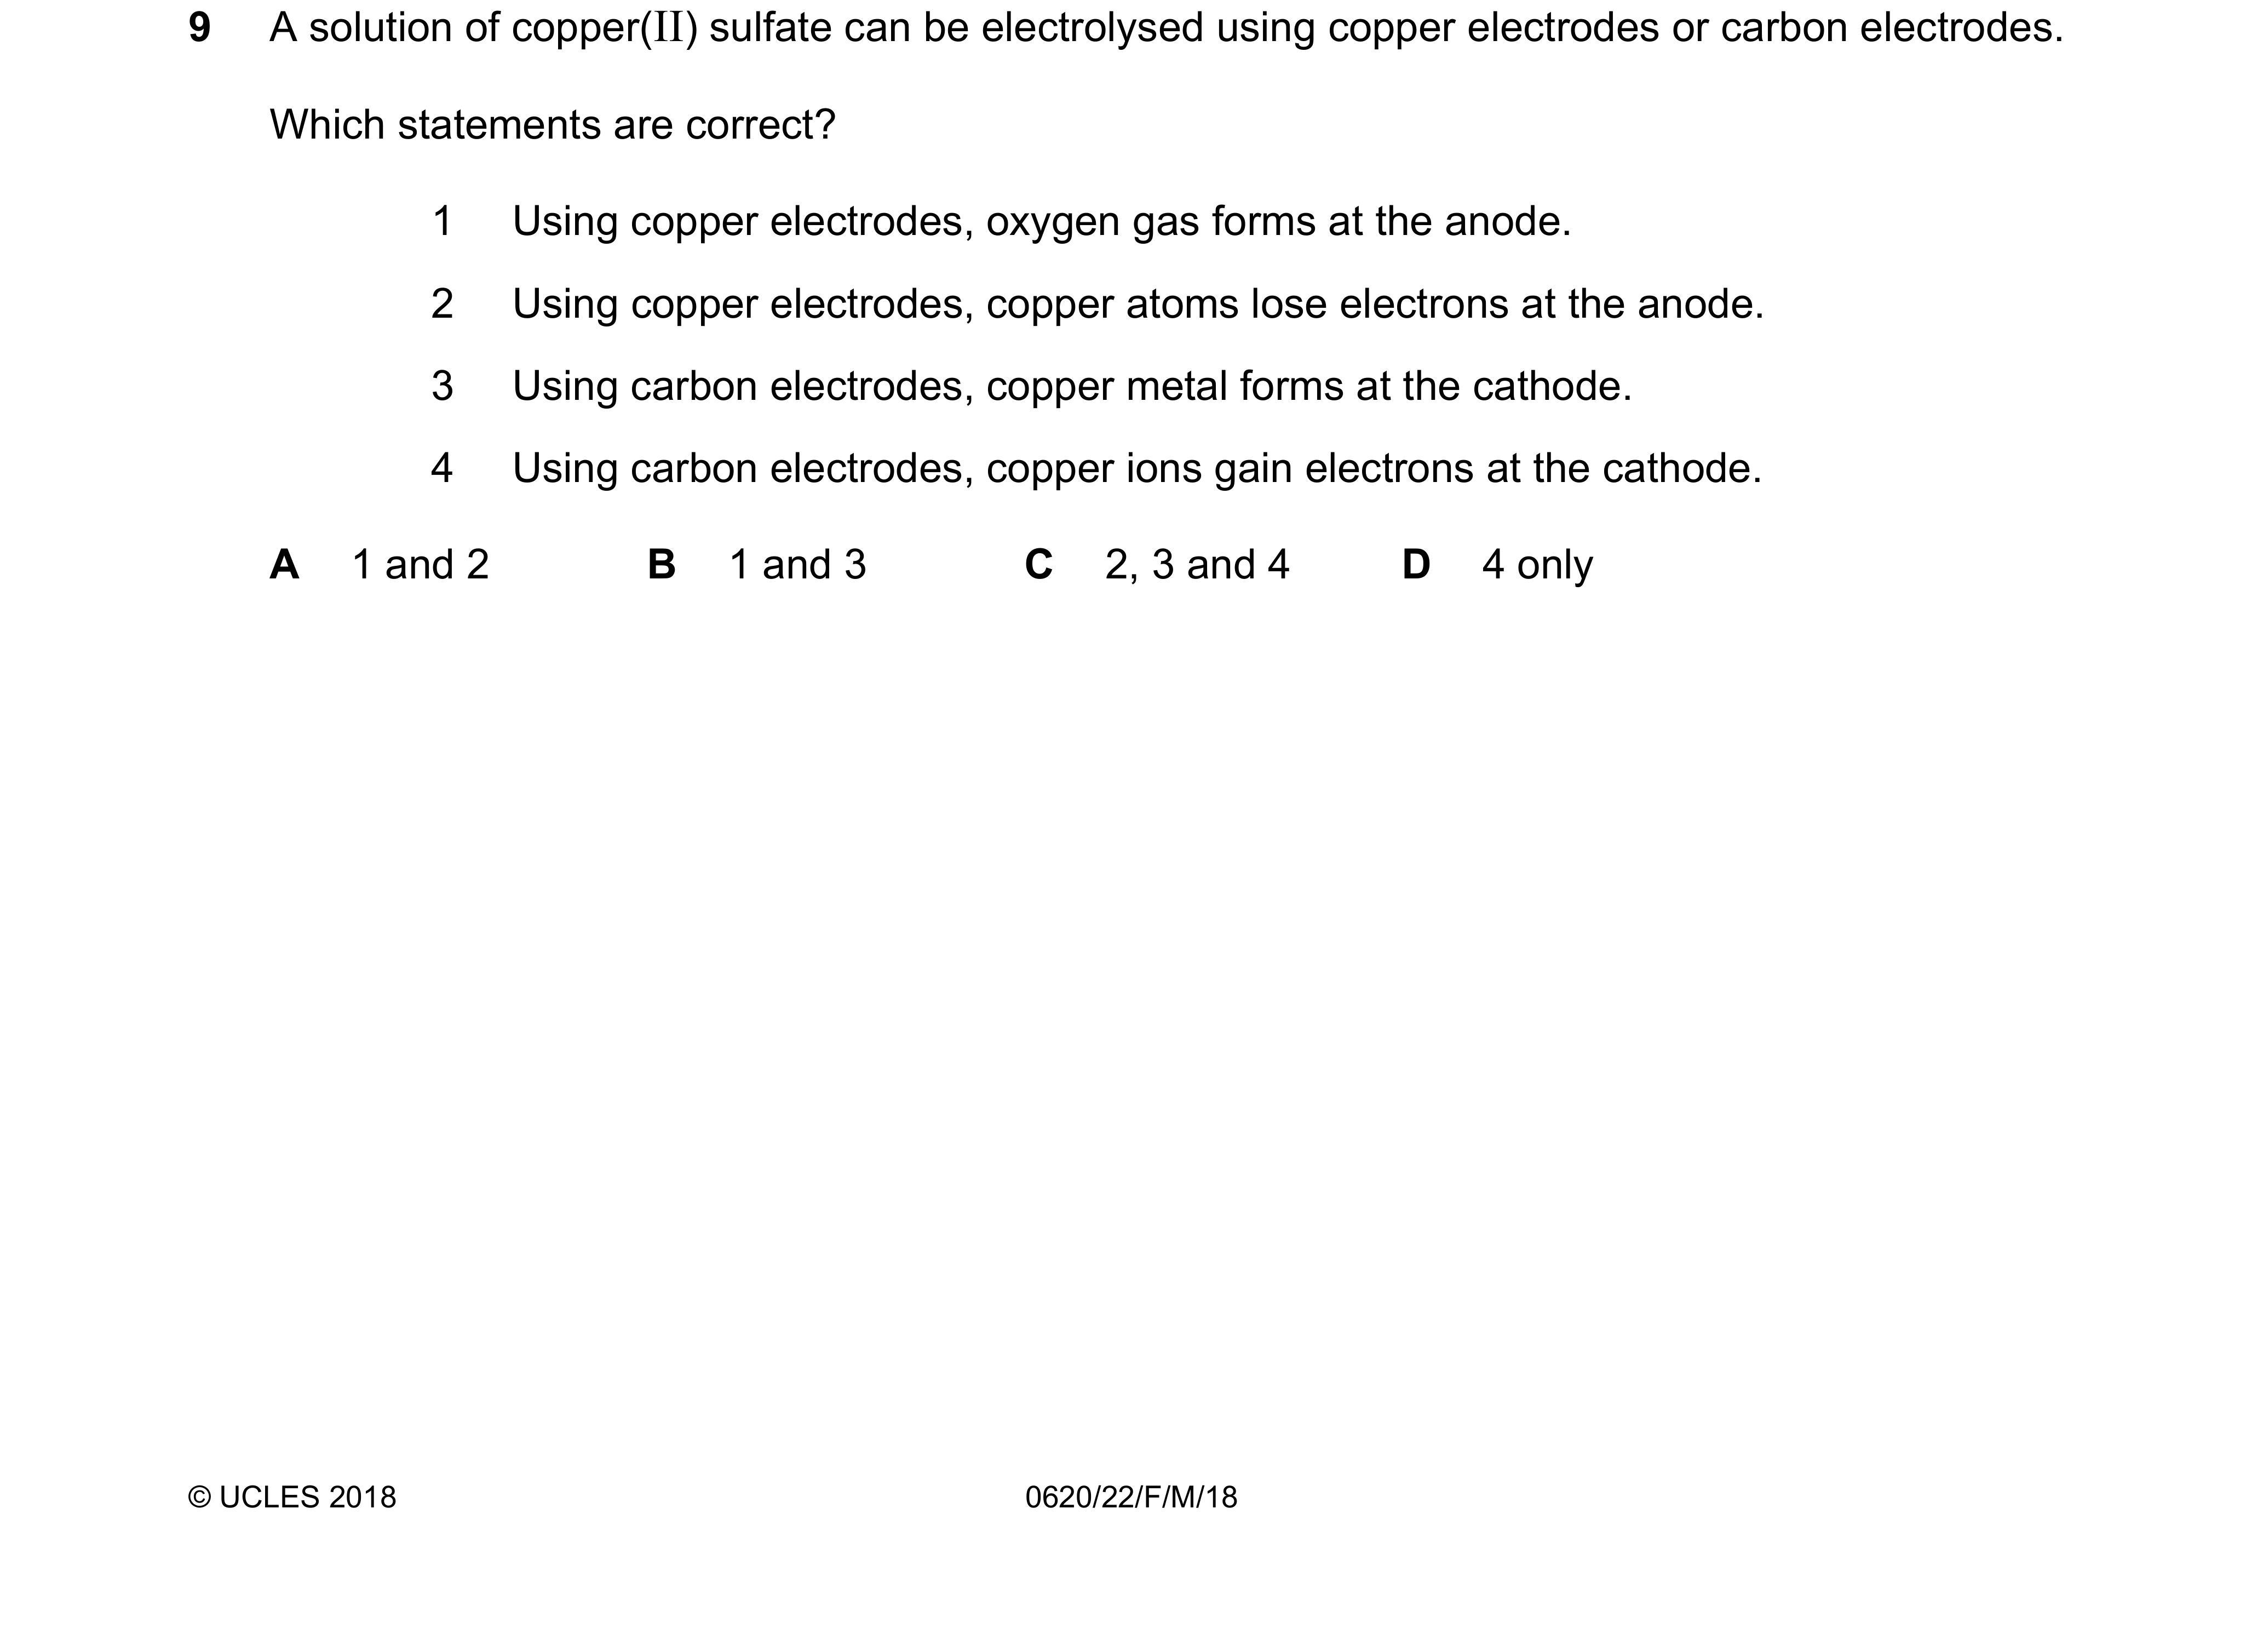 9 A solution of copper(II) sulfate can be electrolysed using copper electrodes or carbon electrodes.
Which statements are correct?
1 Using copper electrodes, oxygen gas forms at the anode.
2 Using copper electrodes, copper atoms lose electrons at the anode.
3 Using carbon electrodes, copper metal forms at the cathode.
4 Using carbon electrodes, copper ions gain electrons at the cathode.
A 1 and 2 B 1 and 3 C 2, 3 and 4 D 4 only
© UCLES 2018 0620/22/F/M/18